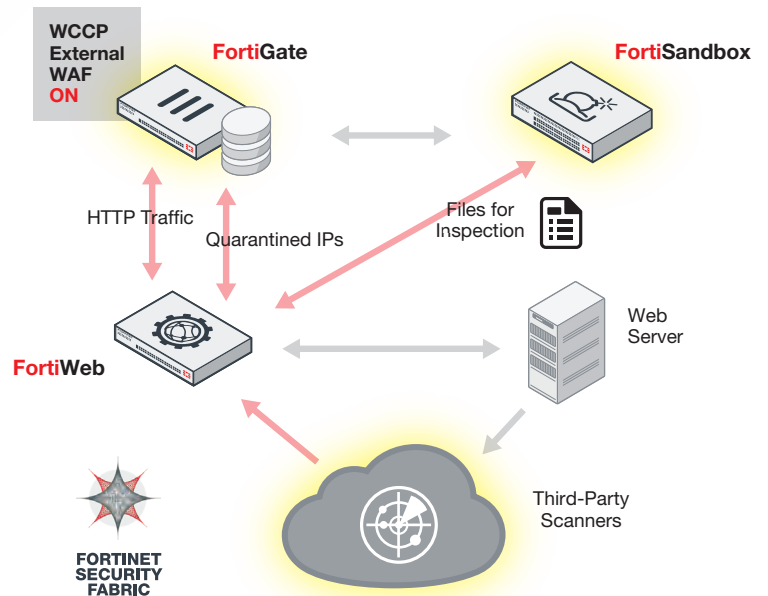 WCCP
External
WAF
ON
FortiGate
FortiSandbox
HTTP Traffic
Quarantined IPs
Files for
Inspection
Web
Server
FortiWeb
Third-Party
Scanners
FORTINET
SECURITY
FABRIC